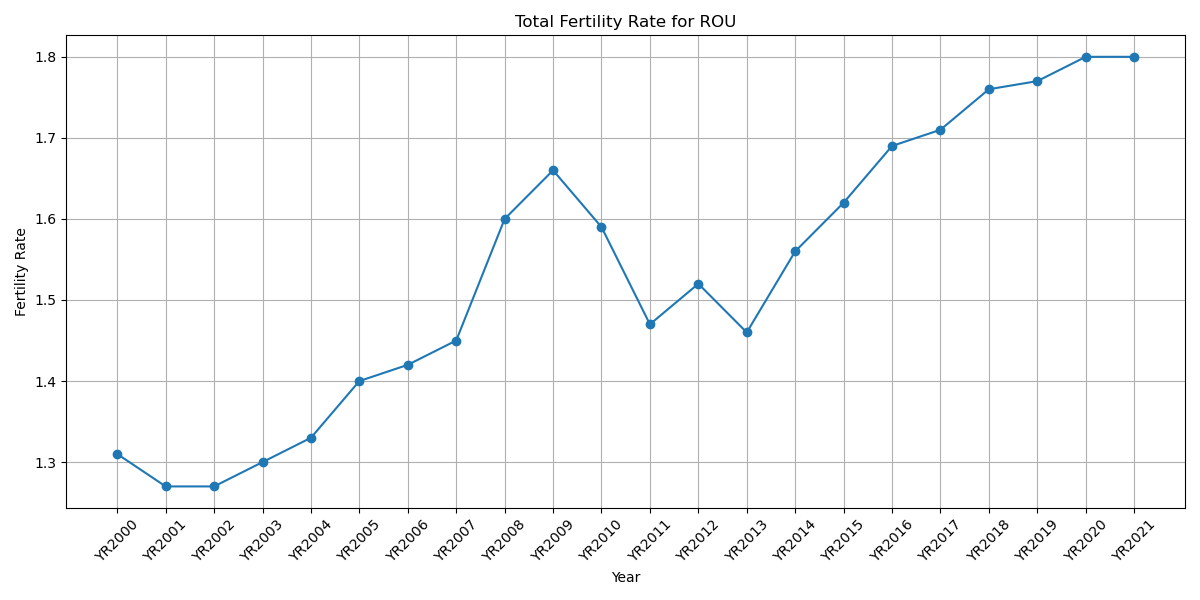 Total Fertility Rate for ROU
Fertility Rate
1.8
1.7
1.6
1.5
1.4
1.3
YR2000
YR2001
YR2002
YR2003
YR2004
YR2005
YR2006
YR2007
YR2008
YR2009
YR2010
YR2011
YR2012
YR2013
YR2014
YR2015
YR2016
YR2017
YR2018
YR2019
YR2020
YR2021
Year